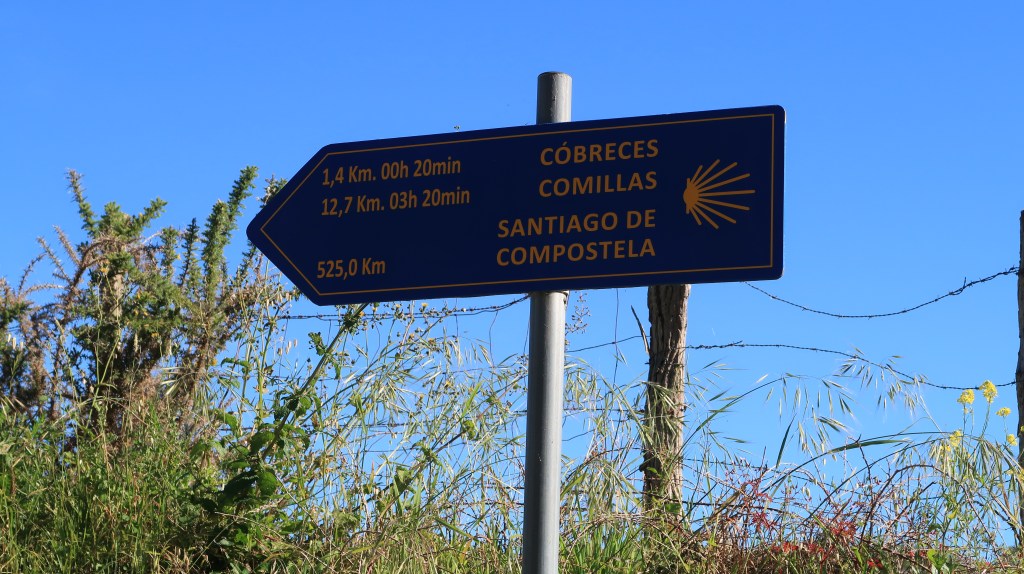 1,4 Km. 00h 20min CÓBRECES
12,7 Km. 03h 20min COMILLAS
SANTIAGO DE
525,0 Km COMPOSTELA